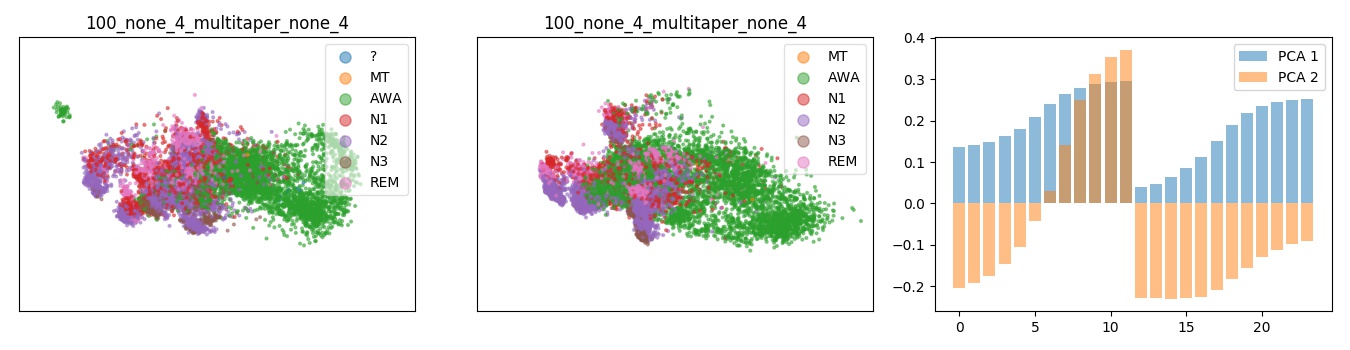 100_none_4_multitaper_none_4
?
MT
AWA
N1
N2
N3
REM
100_none_4_multitaper_none_4
MT
AWA
N1
N2
N3
REM
0.4
0.3
0.2
0.1
0.0
−0.1
−0.2
0 5 10 15 20
PCA 1
PCA 2